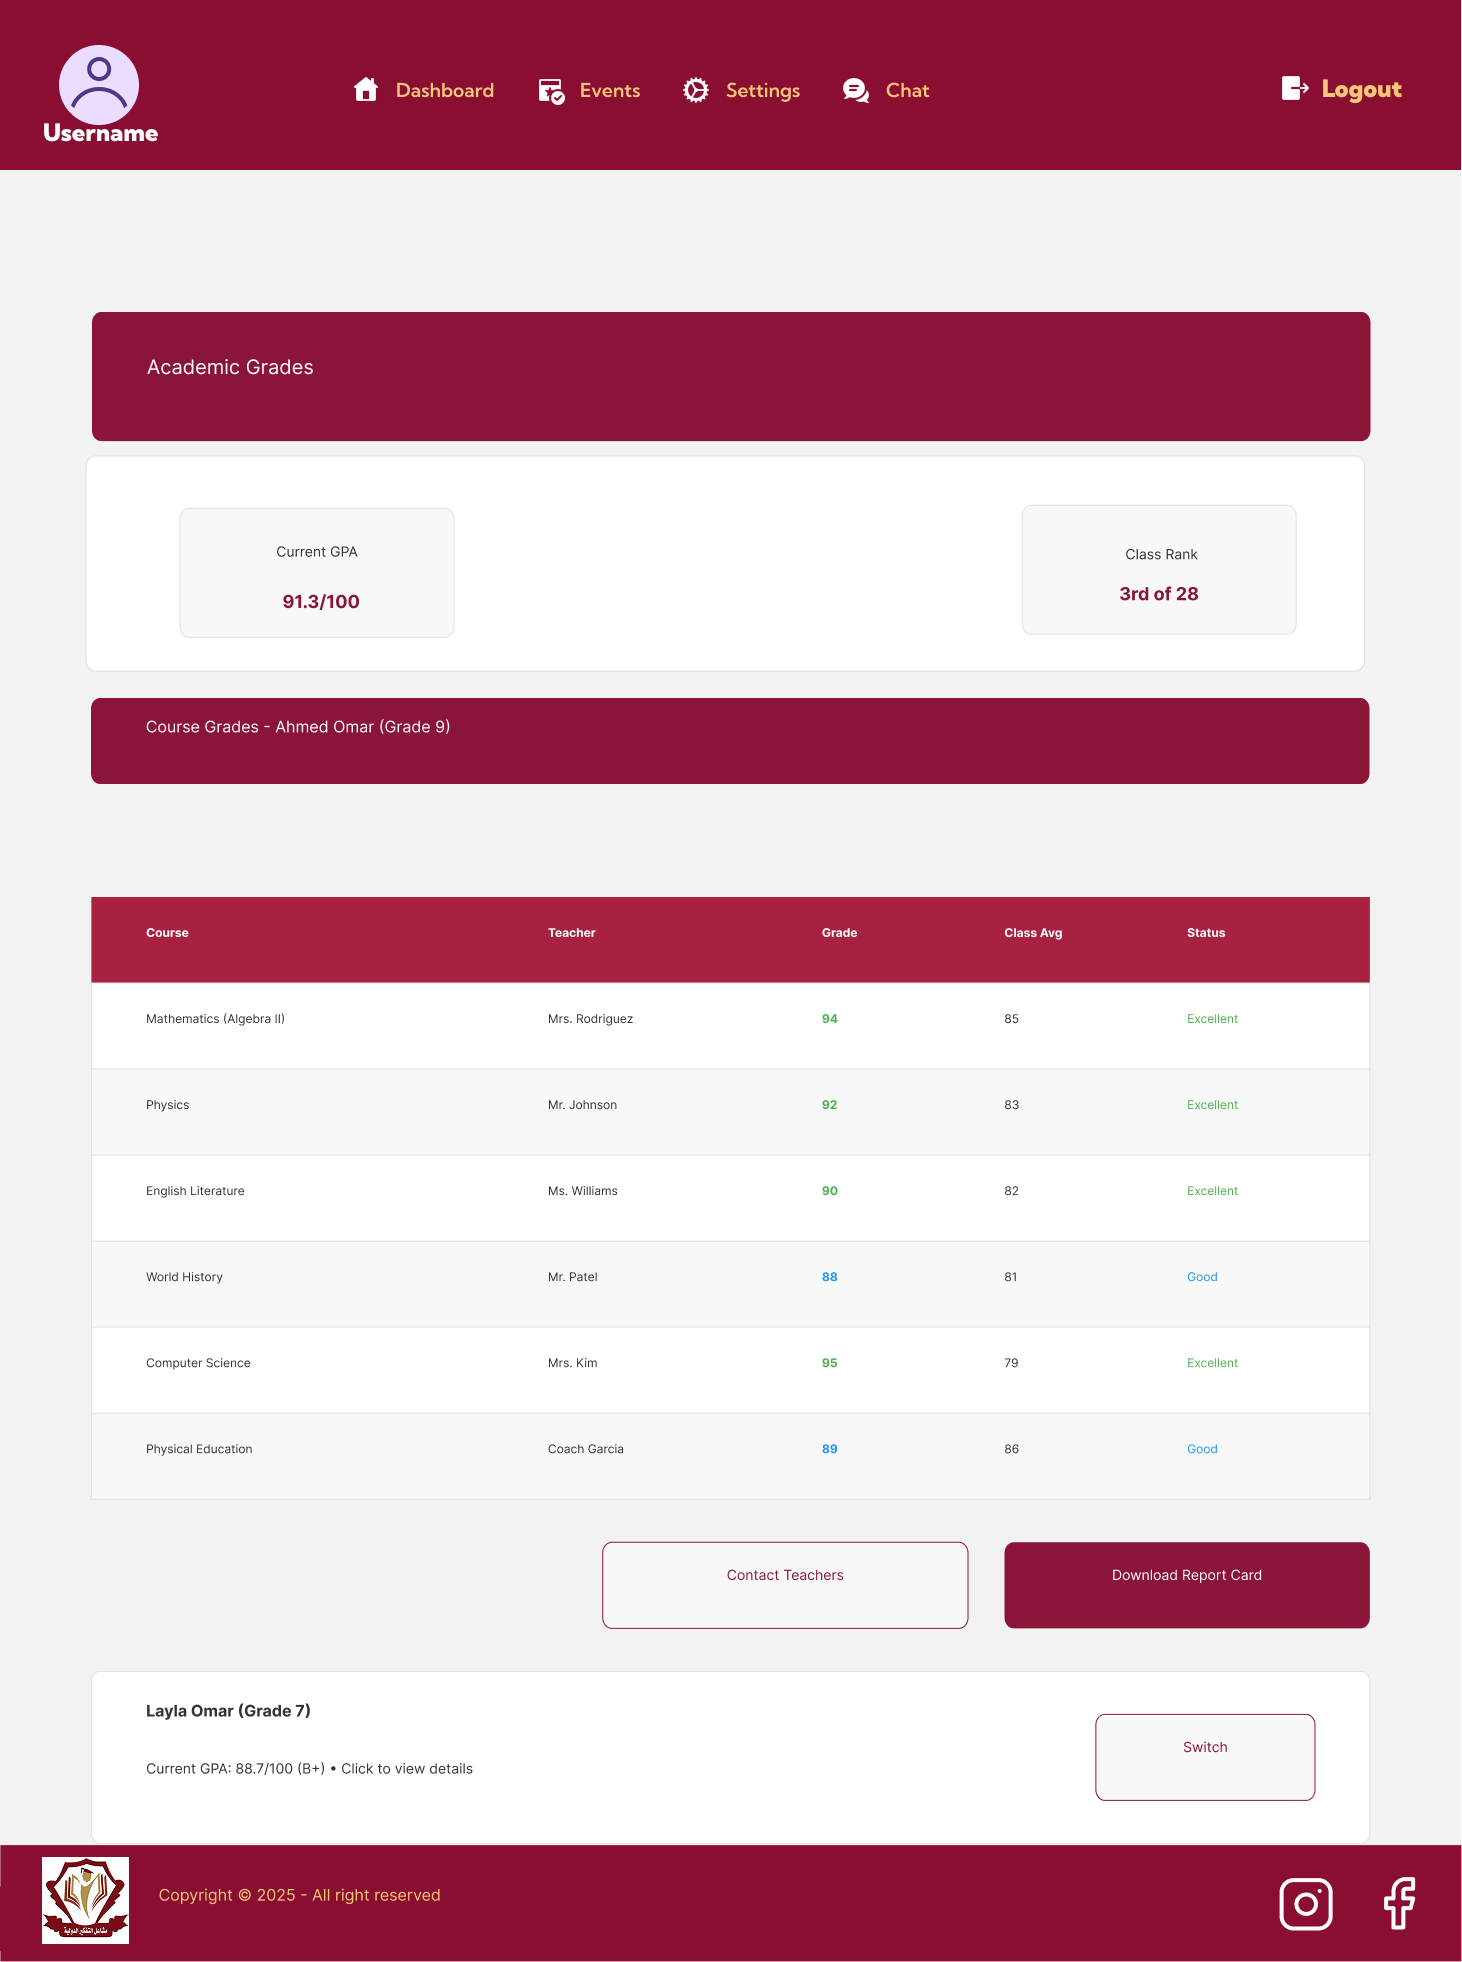 Username
Dashboard
Events
Settings
Chat
Logout
Academic Grades
Current GPA
91.3/100
Class Rank
3rd of 28
Course Grades - Ahmed Omar (Grade 9)
Course Teacher Grade Class Avg Status
Mathematics (Algebra II) Mrs. Rodriguez 94 85 Excellent
Physics Mr. Johnson 92 83 Excellent
English Literature Ms. Williams 90 82 Excellent
World History Mr. Patel 88 81 Good
Computer Science Mrs. Kim 95 79 Excellent
Physical Education Coach Garcia 89 86 Good
Contact Teachers
Download Report Card
Layla Omar (Grade 7)
Current GPA: 88.7/100 (B+) • Click to view details
Switch
مشاعل التفكير الدولية
Copyright © 2025 - All right reserved